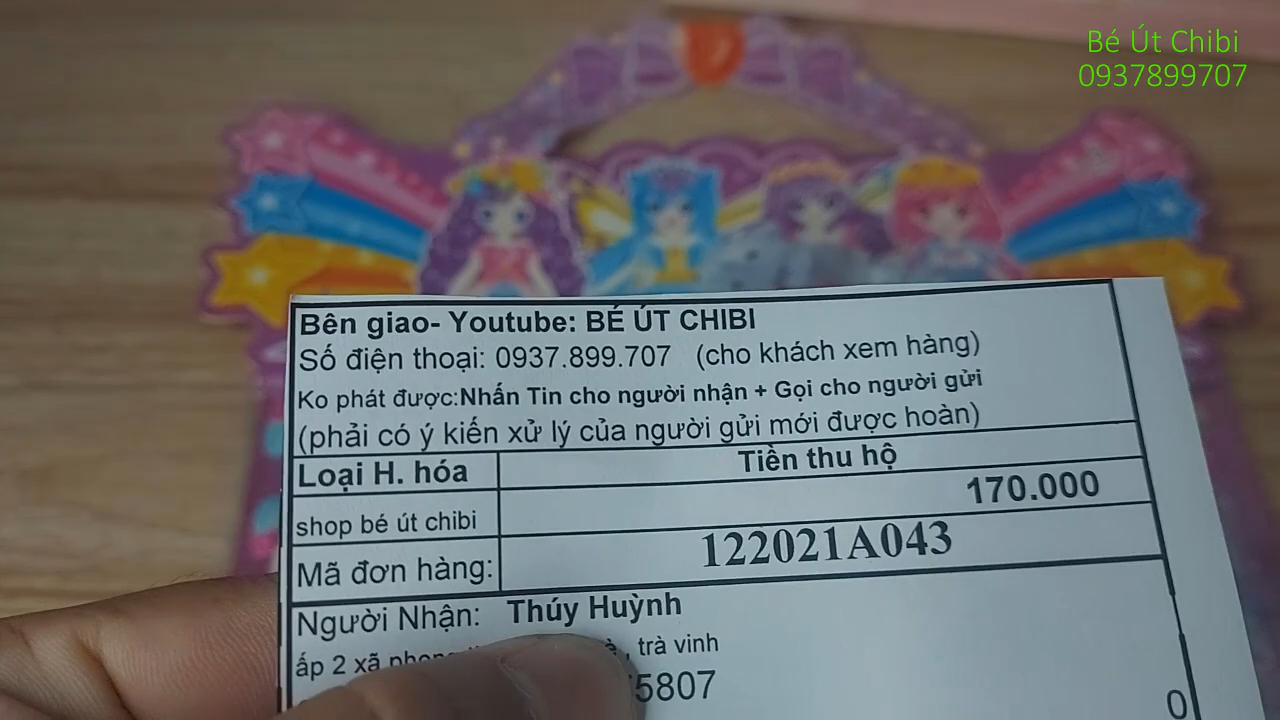 Bé Út Chibi
0937899707
Bên giao- Youtube: BÉ ÚT CHIBI
Số điện thoại: 0937.899.707 (cho khách xem hàng)
Ko phát được:Nhấn Tin cho người nhận + Gọi cho người gửi
(phải có ý kiến xử lý của người gửi mới được hoàn)
Loại H. hóa Tiền thu hộ
shop bé út chibi 170.000
Mã đơn hàng: 122021A043
Người Nhận: Thúy Huỳnh
ấp 2 xã , trà vinh
5807
0